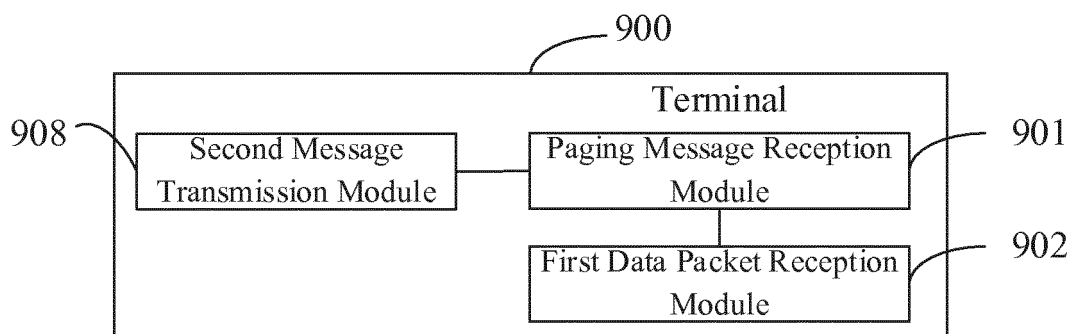 900
Terminal
908
Second Message
Transmission Module
Paging Message Reception
Module
901
First Data Packet Reception
Module
902